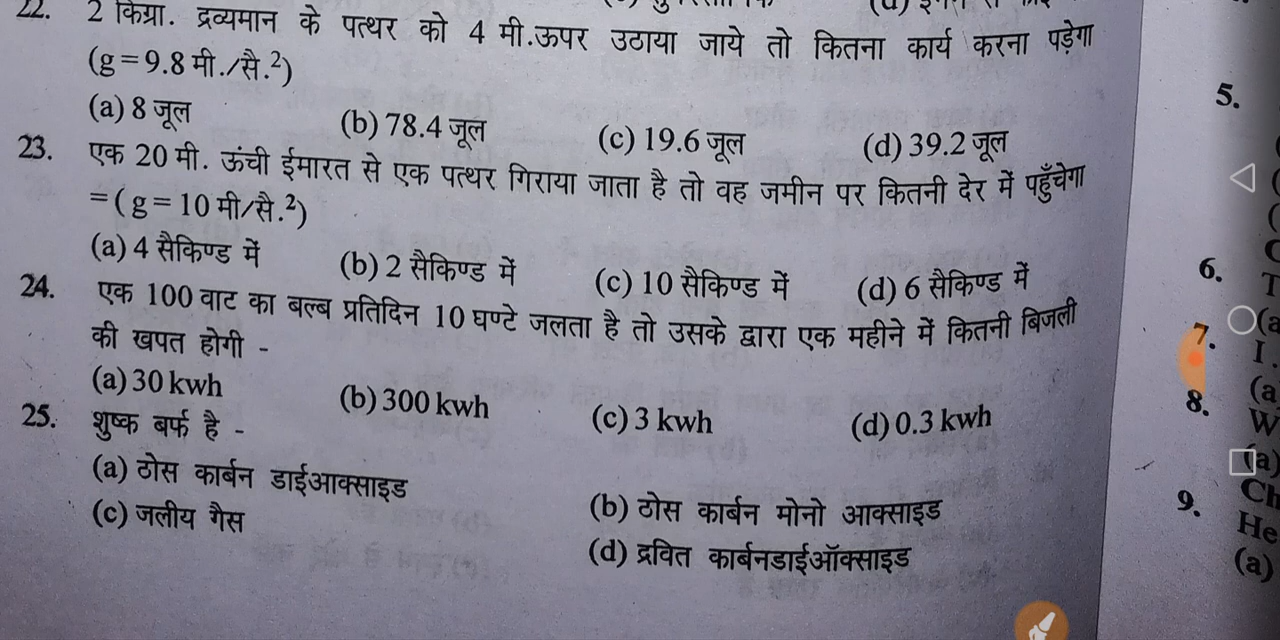 22. 2 किग्रा. द्रव्यमान के पत्थर को 4 मी.ऊपर उठाया जाये तो कितना कार्य करना पड़ेगा
(g=9.8 मी./सै.²)
(a) 8 जूल (b) 78.4 जूल (c) 19.6 जूल (d) 39.2 जूल
23. एक 20 मी. ऊंची ईमारत से एक पत्थर गिराया जाता है तो वह जमीन पर कितनी देर में पहुँचेगा
=( g= 10 मी/सै.²)
(a) 4 सैकिण्ड में (b) 2 सैकिण्ड में (c) 10 सैकिण्ड में (d) 6 सैकिण्ड में
24. एक 100 वाट का बल्ब प्रतिदिन 10 घण्टे जलता है तो उसके द्वारा एक महीने में कितनी बिजली
की खपत होगी -
(a) 30 kwh (b) 300 kwh (c) 3 kwh (d) 0.3 kwh
25. शुष्क बर्फ है -
(a) ठोस कार्बन डाईआक्साइड (b) ठोस कार्बन मोनो आक्साइड
(c) जलीय गैस (d) द्रवित कार्बनडाईऑक्साइड
5.
6.
7. I.
(a
8. W
(a)
9.
He
(a)